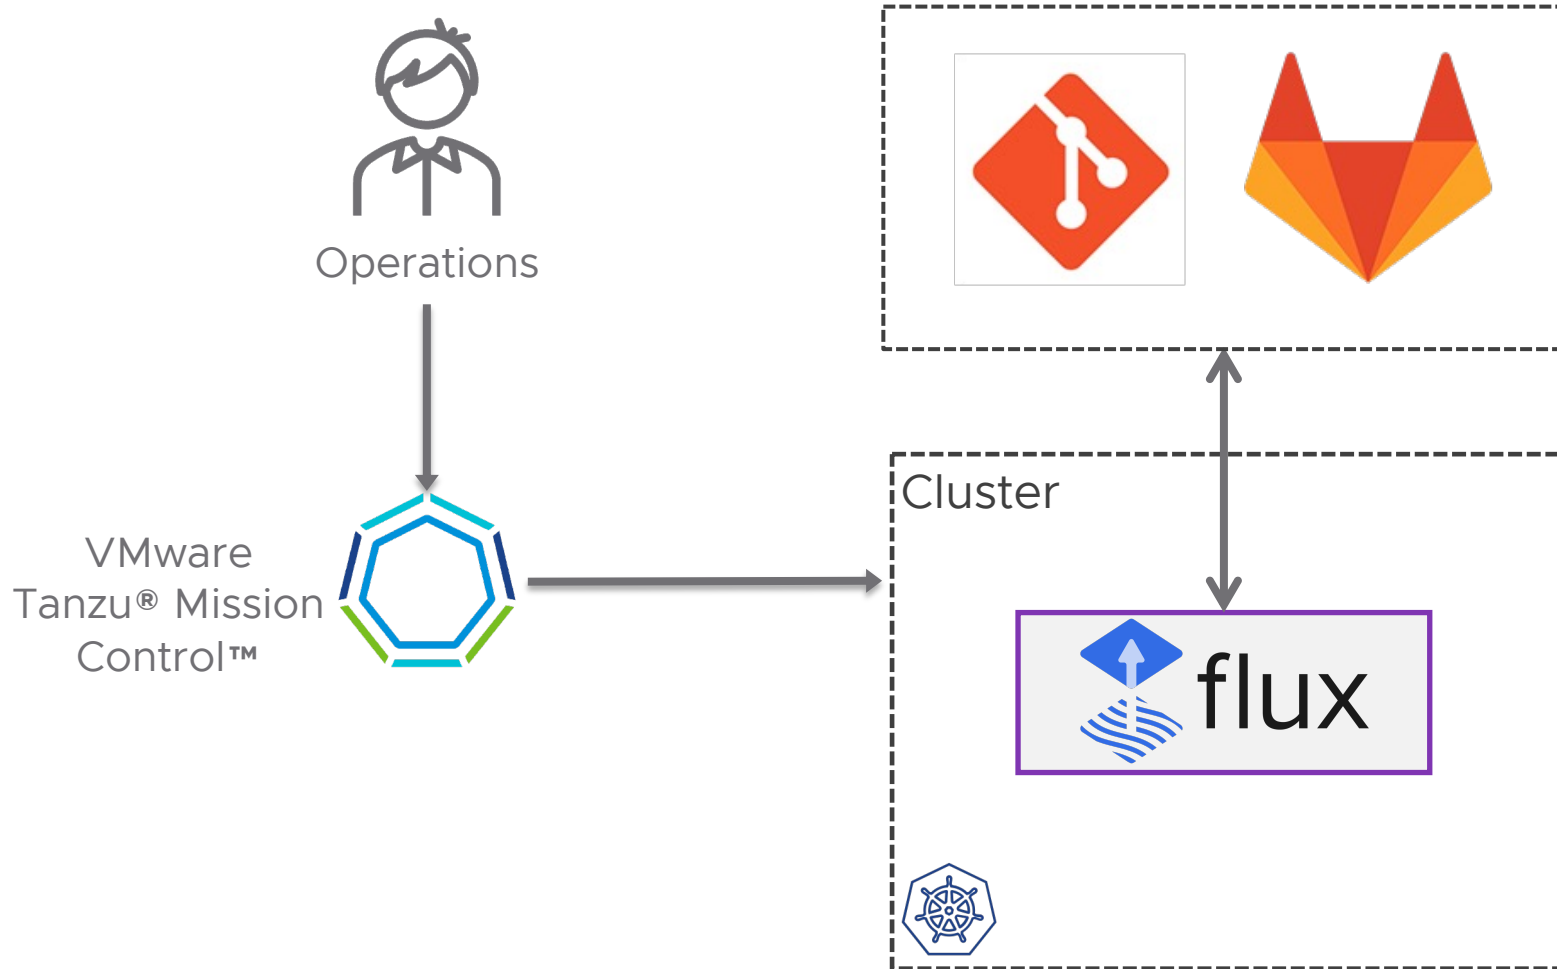 Operations
Cluster
VMware
Tanzu® Mission
Control™
flux